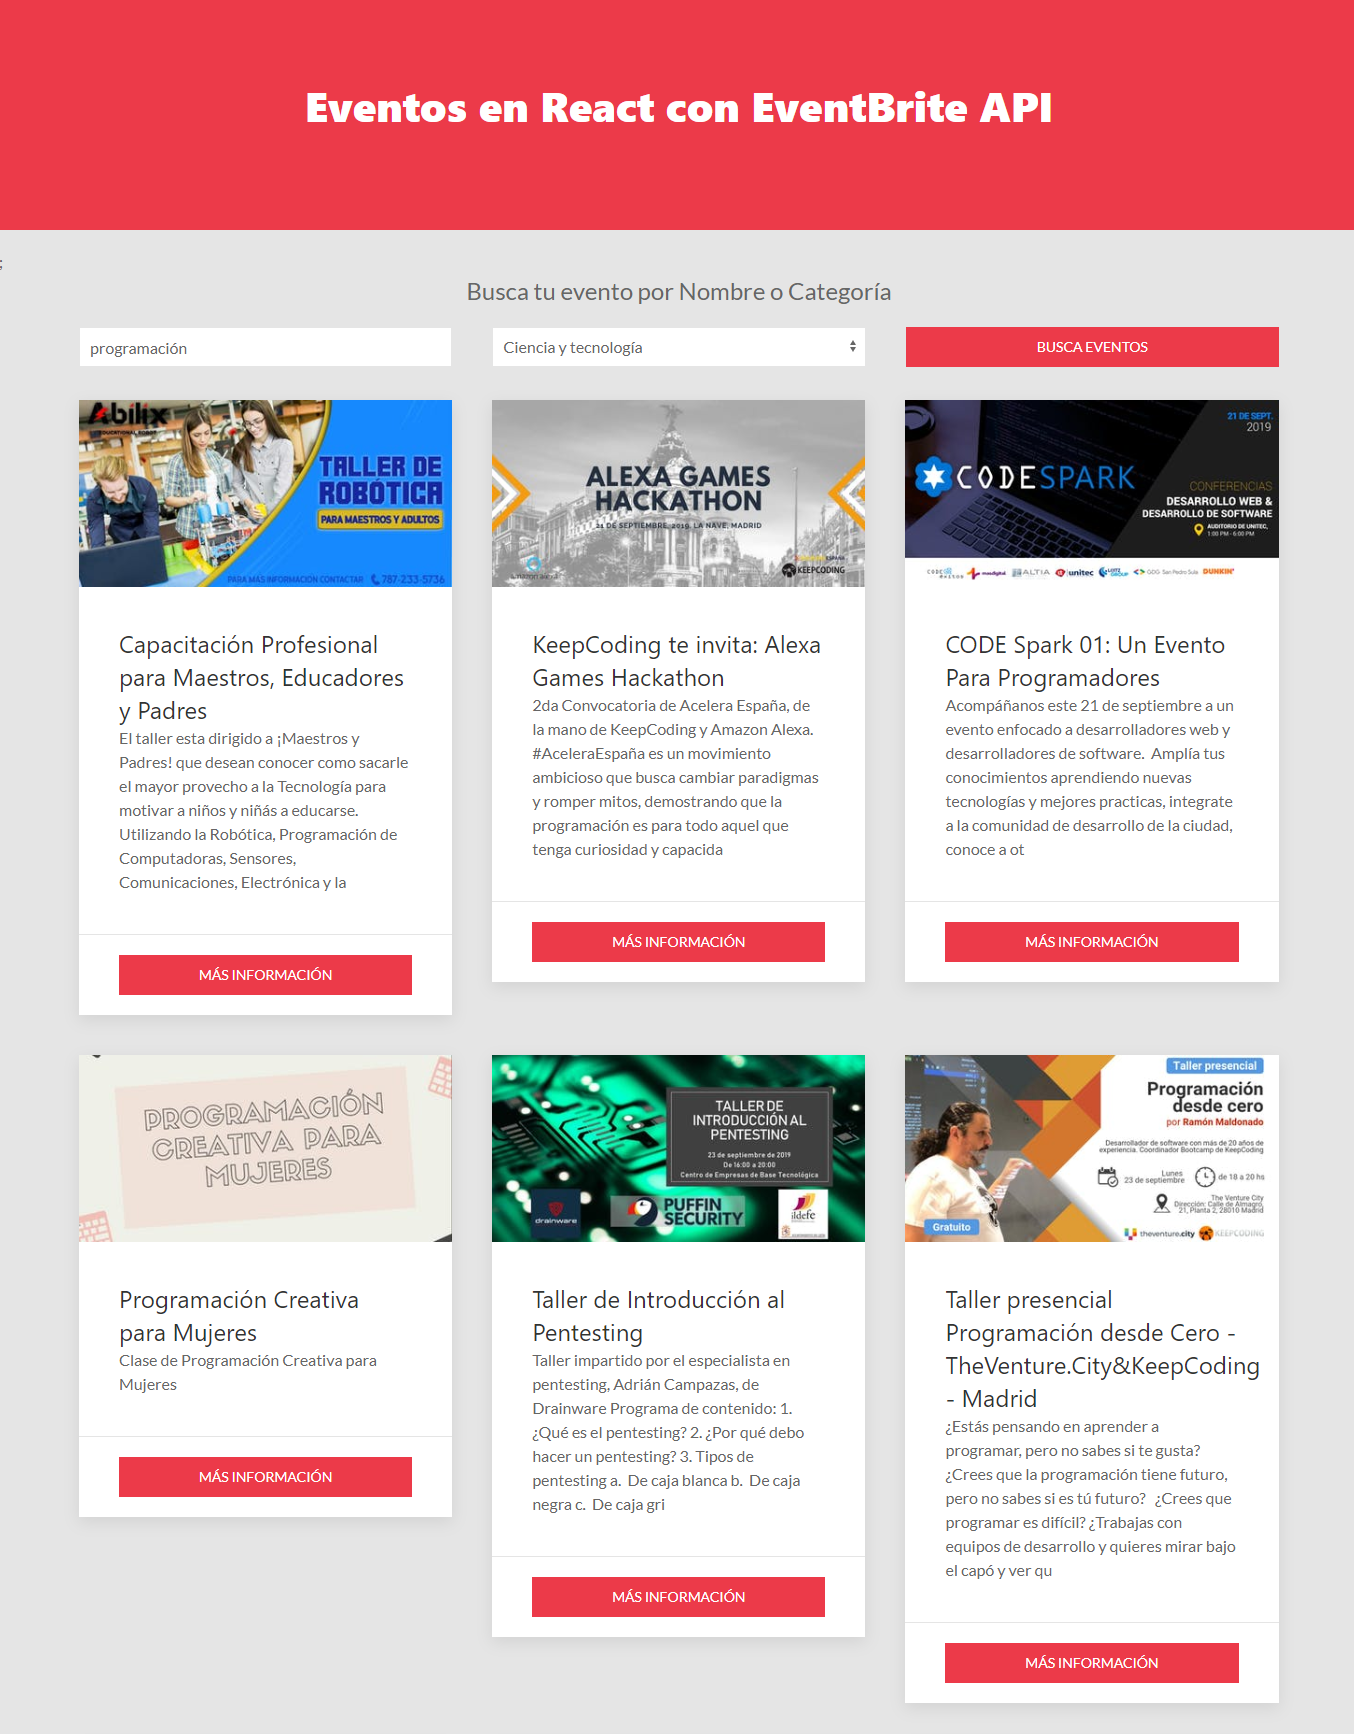 Eventos en React con EventBrite API
;
Busca tu evento por Nombre o Categoría
programación
Ciencia y tecnología
BUSCA EVENTOS
Abilix
EDUCATIONAL ROBOT
TALLER DE
ROBÓTICA
PARA MAESTROS Y ADULTOS
PARA MÁS INFORMACIÓN CONTACTAR 787-233-5736
Capacitación Profesional
para Maestros, Educadores
y Padres
El taller esta dirigido a ¡Maestros y
Padres! que desean conocer como sacarle
el mayor provecho a la Tecnología para
motivar a niños y niñás a educarse.
Utilizando la Robótica, Programación de
Computadoras, Sensores,
Comunicaciones, Electrónica y la
MÁS INFORMACIÓN
ALEXA GAMES
HACKATHON
21 DE SEPTIEMBRE, 2019. LA NAVE, MADRID
amazon alexa
KEEPCODING
KeepCoding te invita: Alexa
Games Hackathon
2da Convocatoria de Acelera España, de
la mano de KeepCoding y Amazon Alexa.
#AceleraEspaña es un movimiento
ambicioso que busca cambiar paradigmas
y romper mitos, demostrando que la
programación es para todo aquel que
tenga curiosidad y capacida
MÁS INFORMACIÓN
21 DE SEPT.
2019
CODESPARK
CONFERENCIAS
DESARROLLO WEB &
DESARROLLO DE SOFTWARE
AUDITORIO DE UNITEC,
1:00 PM - 6:00 PM
ALTIA unitec GDG San Pedro Sula DUNKIN'
CODE Spark 01: Un Evento
Para Programadores
Acompáñanos este 21 de septiembre a un
evento enfocado a desarrolladores web y
desarrolladores de software.  Amplía tus
conocimientos aprendiendo nuevas
tecnologías y mejores practicas, integrate
a la comunidad de desarrollo de la ciudad,
conoce a ot
MÁS INFORMACIÓN
PROGRAMACIÓN
CREATIVA PARA
MUJERES
Programación Creativa
para Mujeres
Clase de Programación Creativa para
Mujeres
MÁS INFORMACIÓN
TALLER DE
INTRODUCCIÓN AL
PENTESTING
23 de septiembre de 2019
De 16:00 a 20:00
Centro de Empresas de Base Tecnológica
drainware
PUFFIN
SECURITY
ildefe
Taller de Introducción al
Pentesting
Taller impartido por el especialista en
pentesting, Adrián Campazas, de
Drainware Programa de contenido: 1.
¿Qué es el pentesting? 2. ¿Por qué debo
hacer un pentesting? 3. Tipos de
pentesting a.  De caja blanca b.  De caja
negra c.  De caja gri
MÁS INFORMACIÓN
Taller presencial
Programación
desde cero
por Ramón Maldonado
Desarrollador de software con más de 20 años de
experiencia. Coordinador Bootcamp de KeepCoding
Lunes
23 de septiembre
de 18 a 20 hs
The Venture City
Dirección: Calle de Almagro,
21, Planta 2, 28010 Madrid
Gratuito
theventure.city KEEPCODING
Taller presencial
Programación desde Cero -
TheVenture.City&KeepCoding
- Madrid
¿Estás pensando en aprender a
programar, pero no sabes si te gusta?
¿Crees que la programación tiene futuro,
pero no sabes si es tú futuro?   ¿Crees que
programar es difícil? ¿Trabajas con
equipos de desarrollo y quieres mirar bajo
el capó y ver qu
MÁS INFORMACIÓN